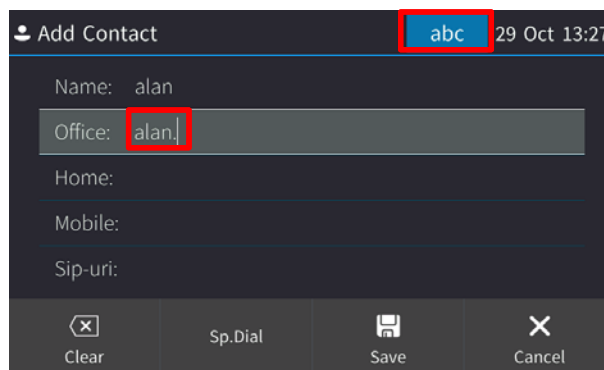 Add Contact abc 29 Oct 13:27
Name: alan
Office: alan.
Home:
Mobile:
Sip-uri:
Clear Sp.Dial Save Cancel